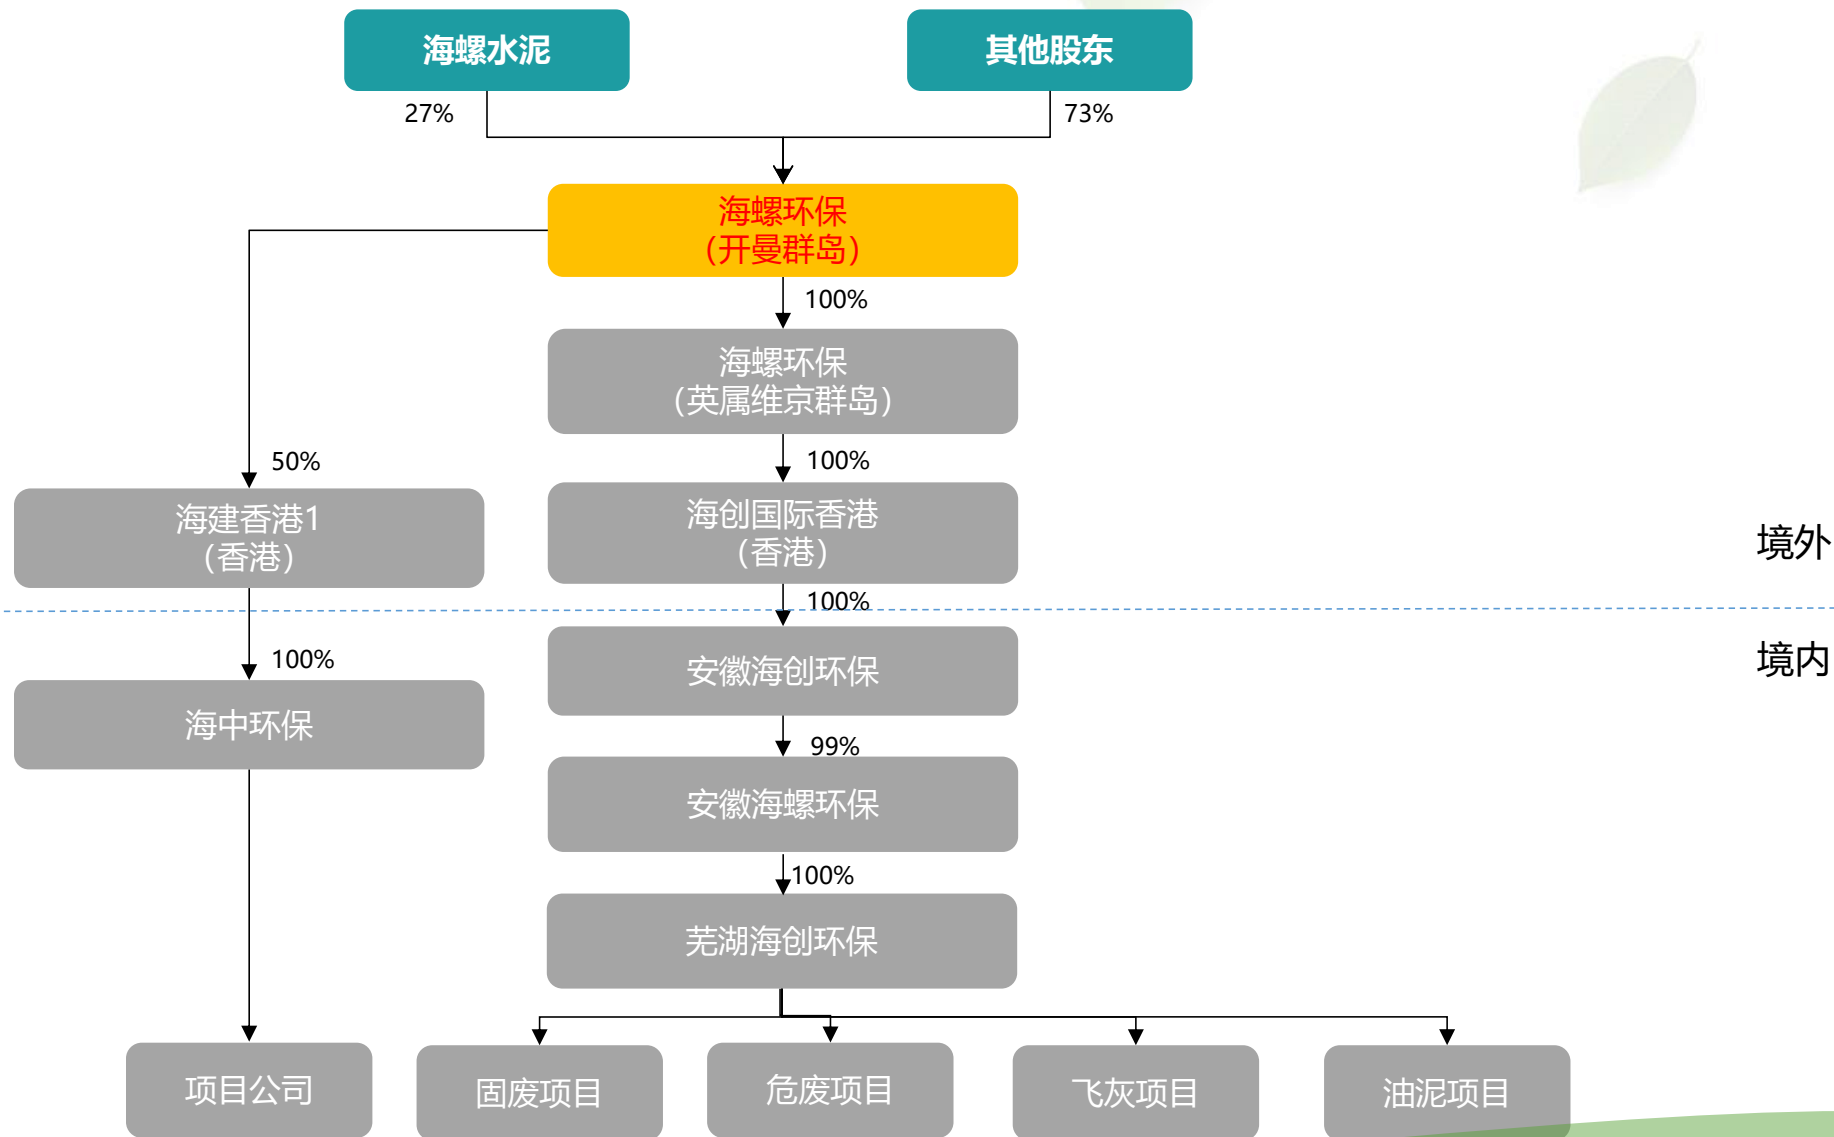 海螺水泥
其他股东
27%
73%
海螺环保
（开曼群岛）
100%
海螺环保
（英属维京群岛）
50%
100%
海建香港1
（香港）
海创国际香港
（香港）
境外
100%
境内
100%
安徽海创环保
海中环保
99%
安徽海螺环保
100%
芜湖海创环保
项目公司
固废项目
危废项目
飞灰项目
油泥项目